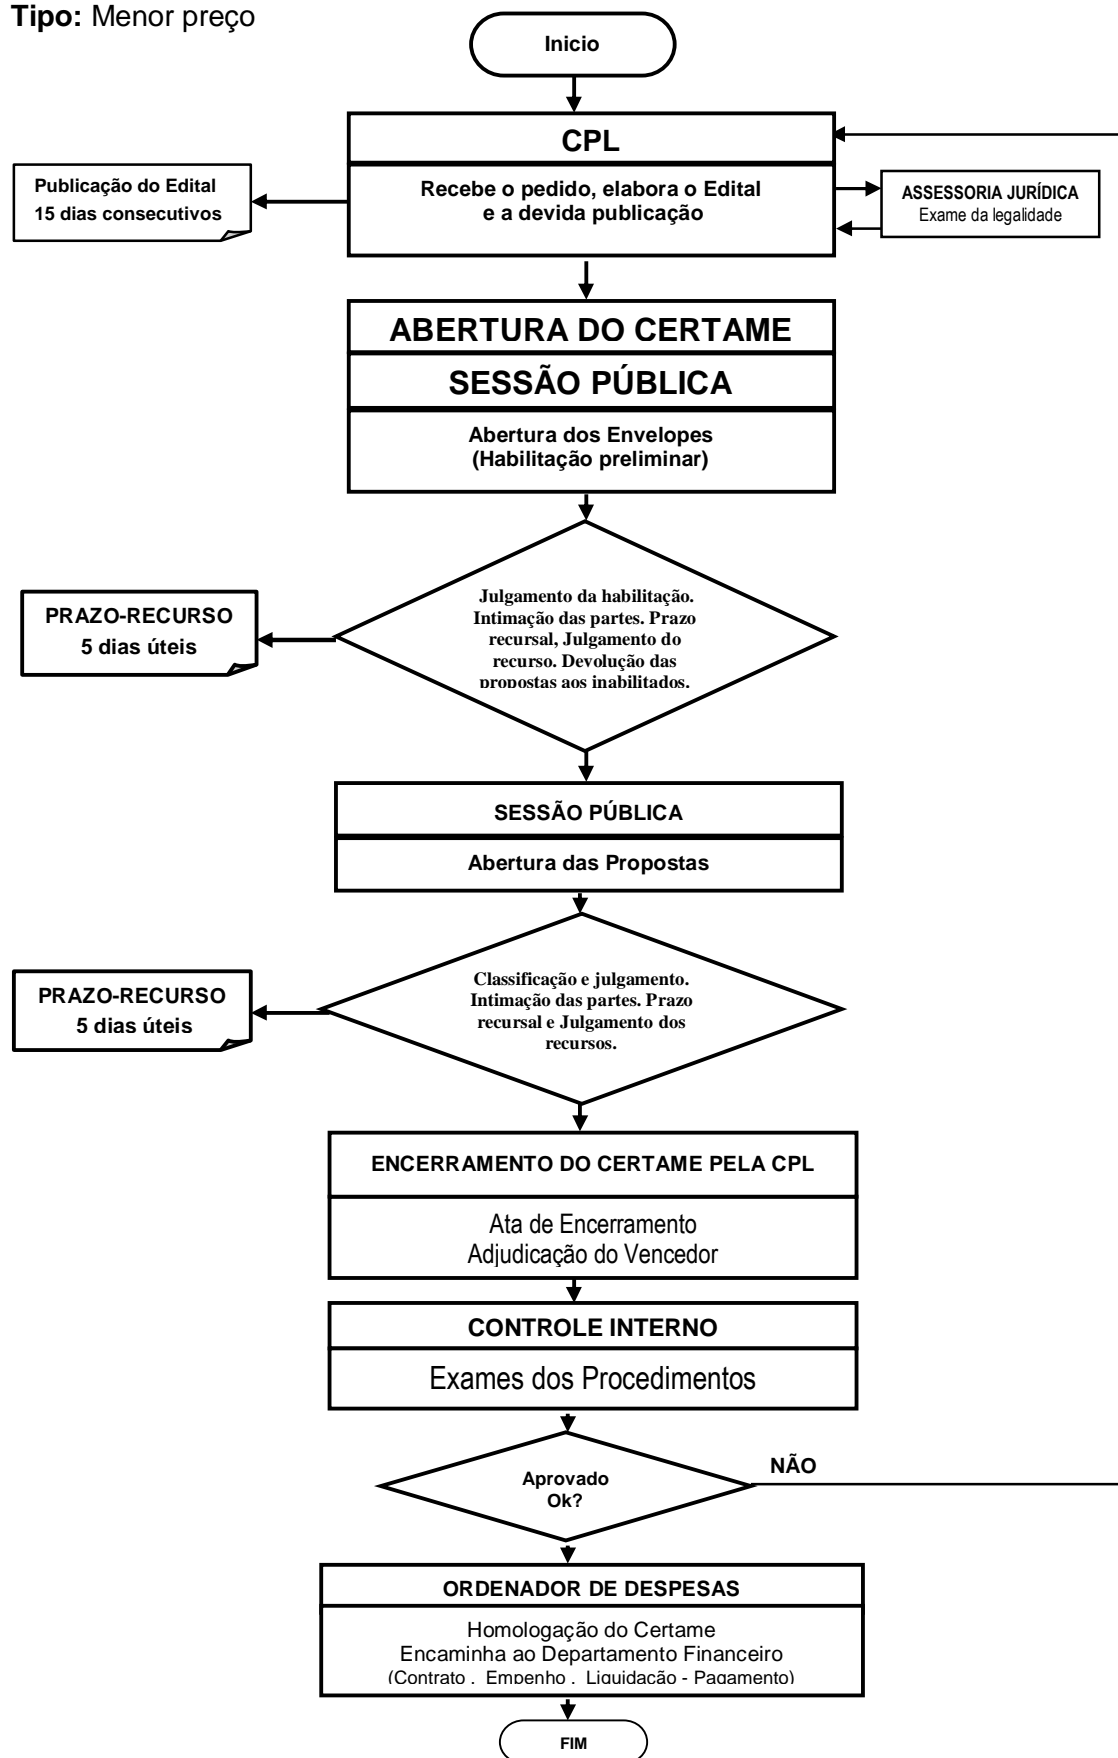 Tipo: Menor preço
Inicio
CPL
Recebe o pedido, elabora o Edital
e a devida publicação
Publicação do Edital
15 dias consecutivos
ASSESSORIA JURÍDICA
Exame da legalidade
ABERTURA DO CERTAME
SESSÃO PÚBLICA
Abertura dos Envelopes
(Habilitação preliminar)
Julgamento da habilitação.
Intimação das partes. Prazo
recursal, Julgamento do
recurso. Devolução das
propostas aos inabilitados.
PRAZO-RECURSO
5 dias úteis
SESSÃO PÚBLICA
Abertura das Propostas
Classificação e julgamento.
Intimação das partes. Prazo
recursal e Julgamento dos
recursos.
PRAZO-RECURSO
5 dias úteis
ENCERRAMENTO DO CERTAME PELA CPL
Ata de Encerramento
Adjudicação do Vencedor
CONTROLE INTERNO
Exames dos Procedimentos
Aprovado
Ok?
NÃO
ORDENADOR DE DESPESAS
Homologação do Certame
Encaminha ao Departamento Financeiro
(Contrato , Empenho , Liquidação - Pagamento)
FIM